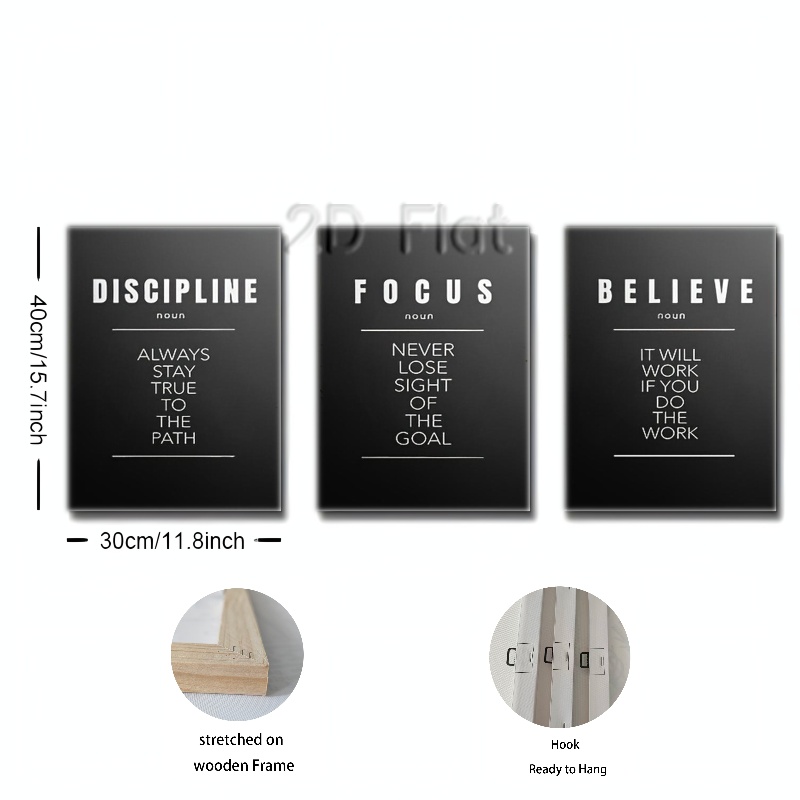 2D Flat
DISCIPLINE
noun
ALWAYS
STAY
TRUE
TO
THE
PATH
FOCUS
noun
NEVER
LOSE
SIGHT
OF
THE
GOAL
BELIEVE
noun
IT WILL
WORK
IF YOU
DO
THE
WORK
40cm/15.7inch
30cm/11.8inch
stretched on
wooden Frame
Hook
Ready to Hang